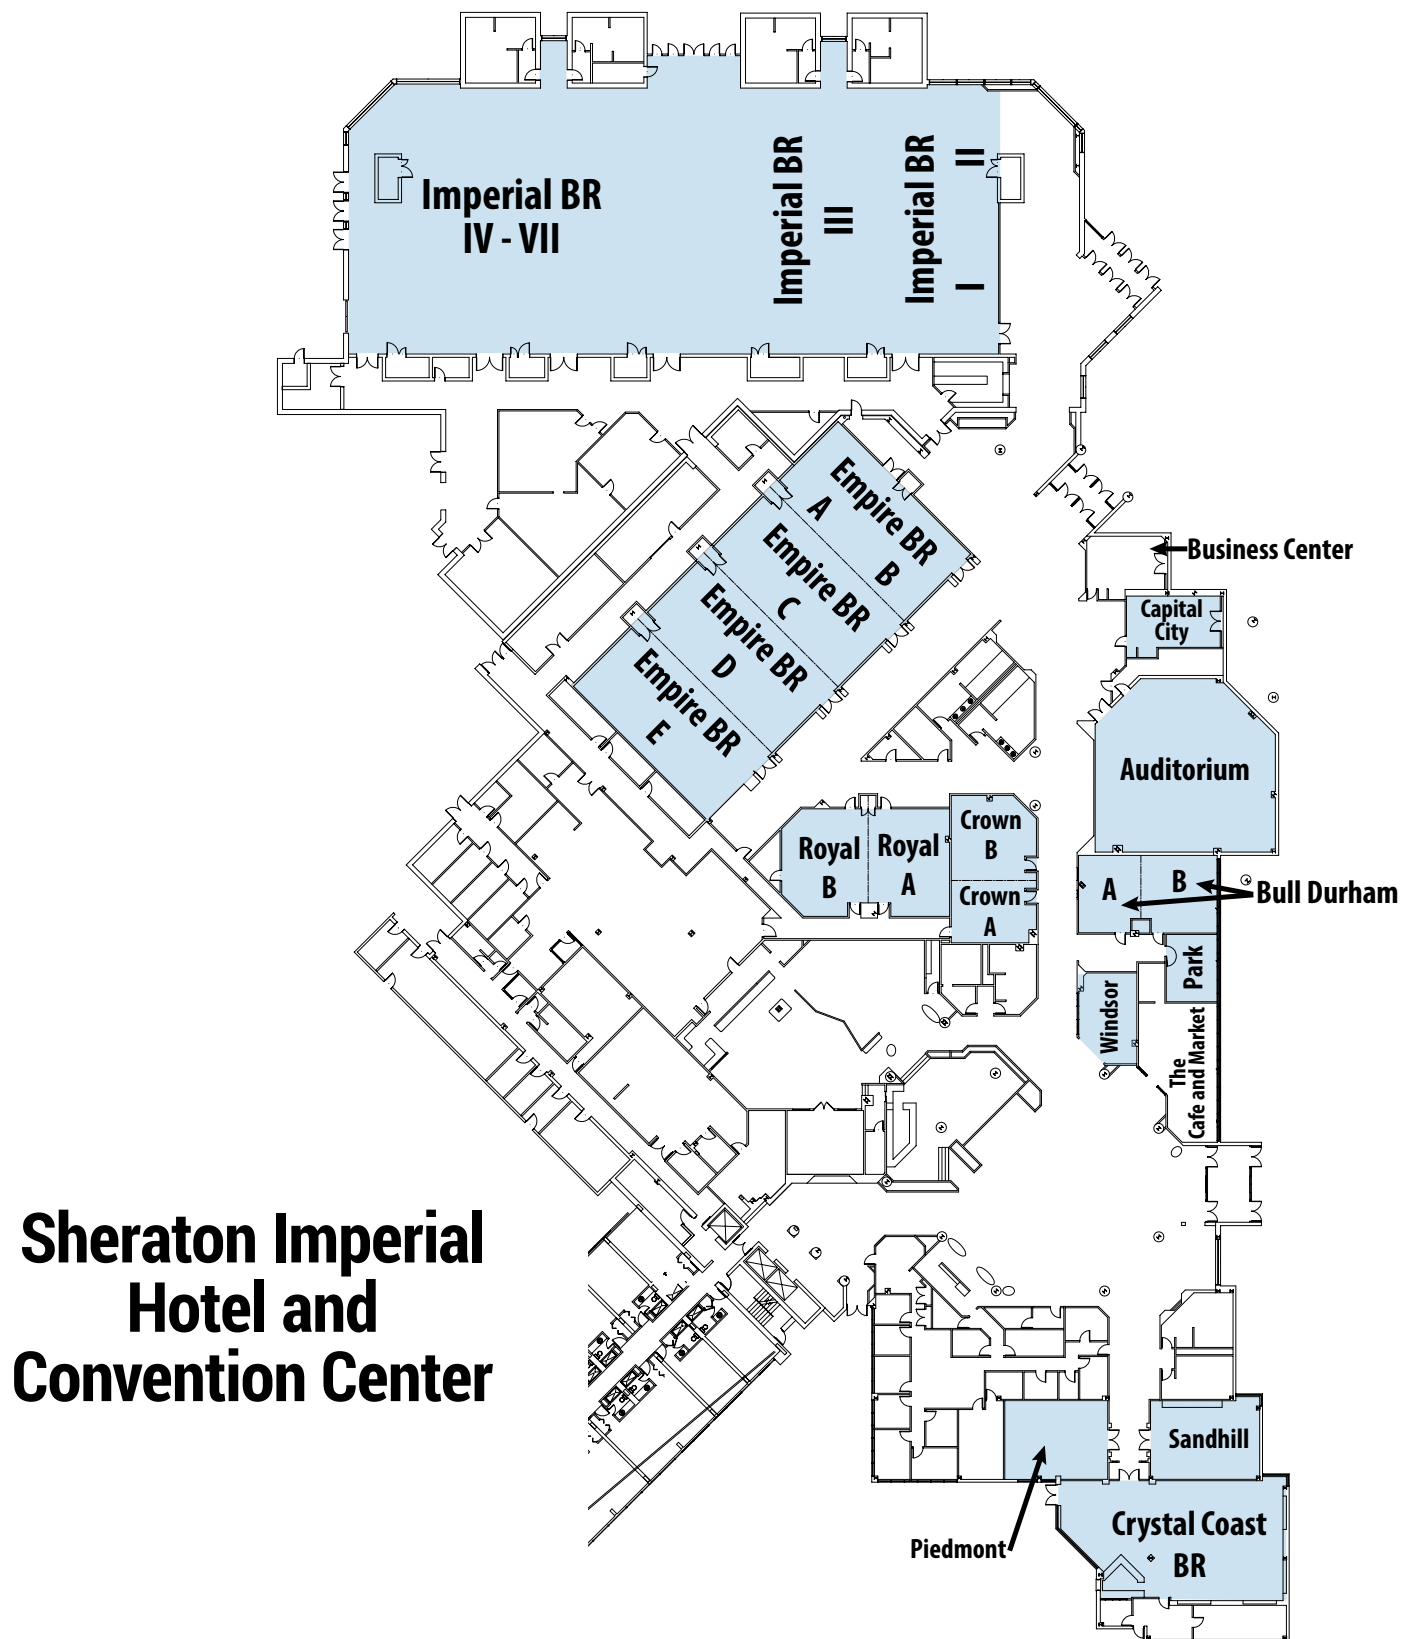 Imperial BR
IV - VII
Imperial BR
III
Imperial BR
I
II
Empire BR
A
B
Empire BR
C
Empire BR
D
Empire BR
E
Business Center
Capital
City
Auditorium
Royal
B
Royal
A
Crown
B
Crown
A
A
B
Bull Durham
Park
Windsor
The
Cafe and Market
Sheraton Imperial
Hotel and
Convention Center
Sandhill
Piedmont
Crystal Coast
BR